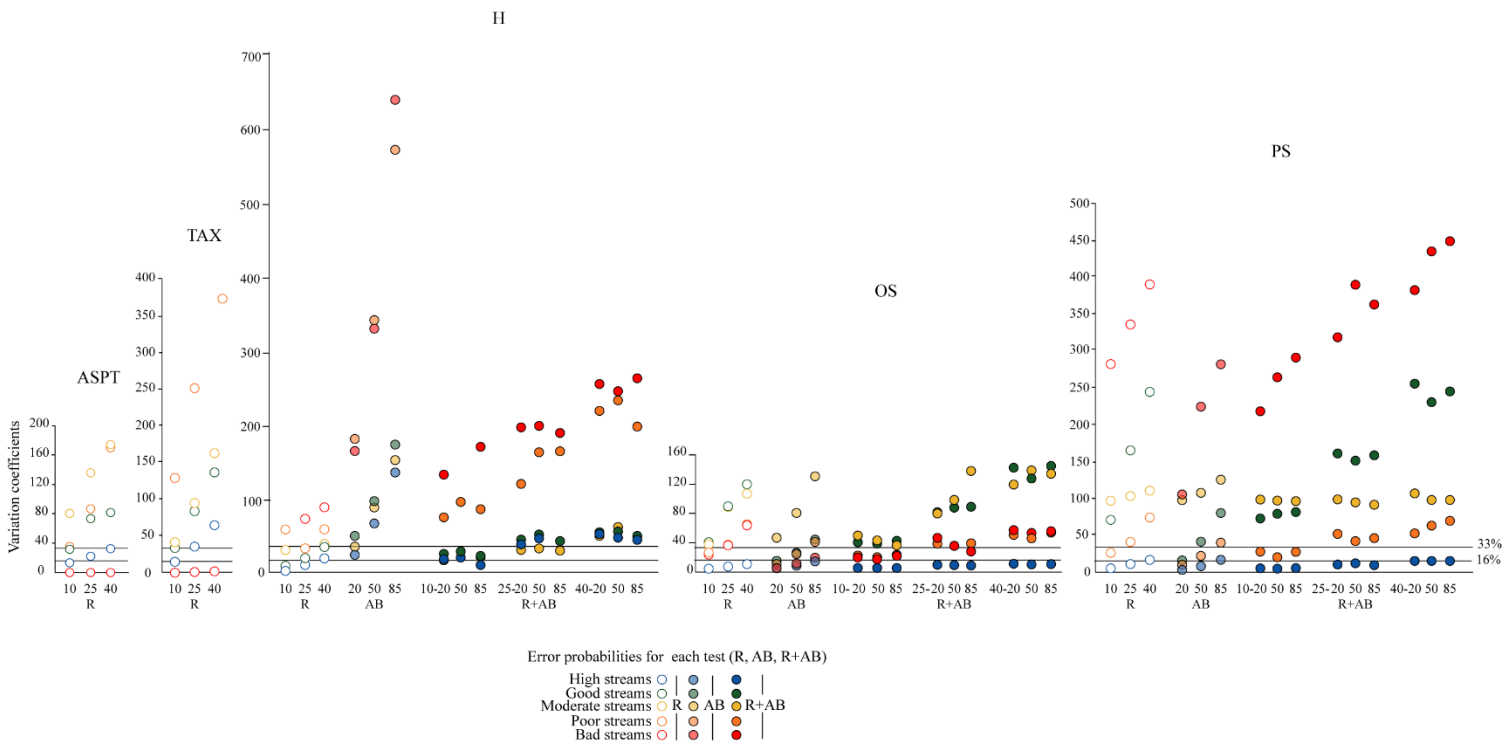 H
PS
TAX
OS
ASPT
Variation coefficients
200
160
120
80
40
0
10 25 40
R
400
350
300
250
200
150
100
50
0
10 25 40
R
700
600
500
400
300
200
100
0
10 25 40 20 50 85 10-20 50 85 25-20 50 85 40-20 50 85
R AB R+AB
160
120
80
40
0
10 25 40 20 50 85 10- 20 50 85 25-20 50 85 40-20 50 85
R AB R+AB
500
450
400
350
300
250
200
150
100
50
0
33%
16%
10 25 40 20 50 85 10-20 50 85 25-20 50 85 40-20 50 85
R AB R+AB
Error probabilities for each test (R, AB, R+AB)
High streams
Good streams
Moderate streams R AB R+AB
Poor streams
Bad streams